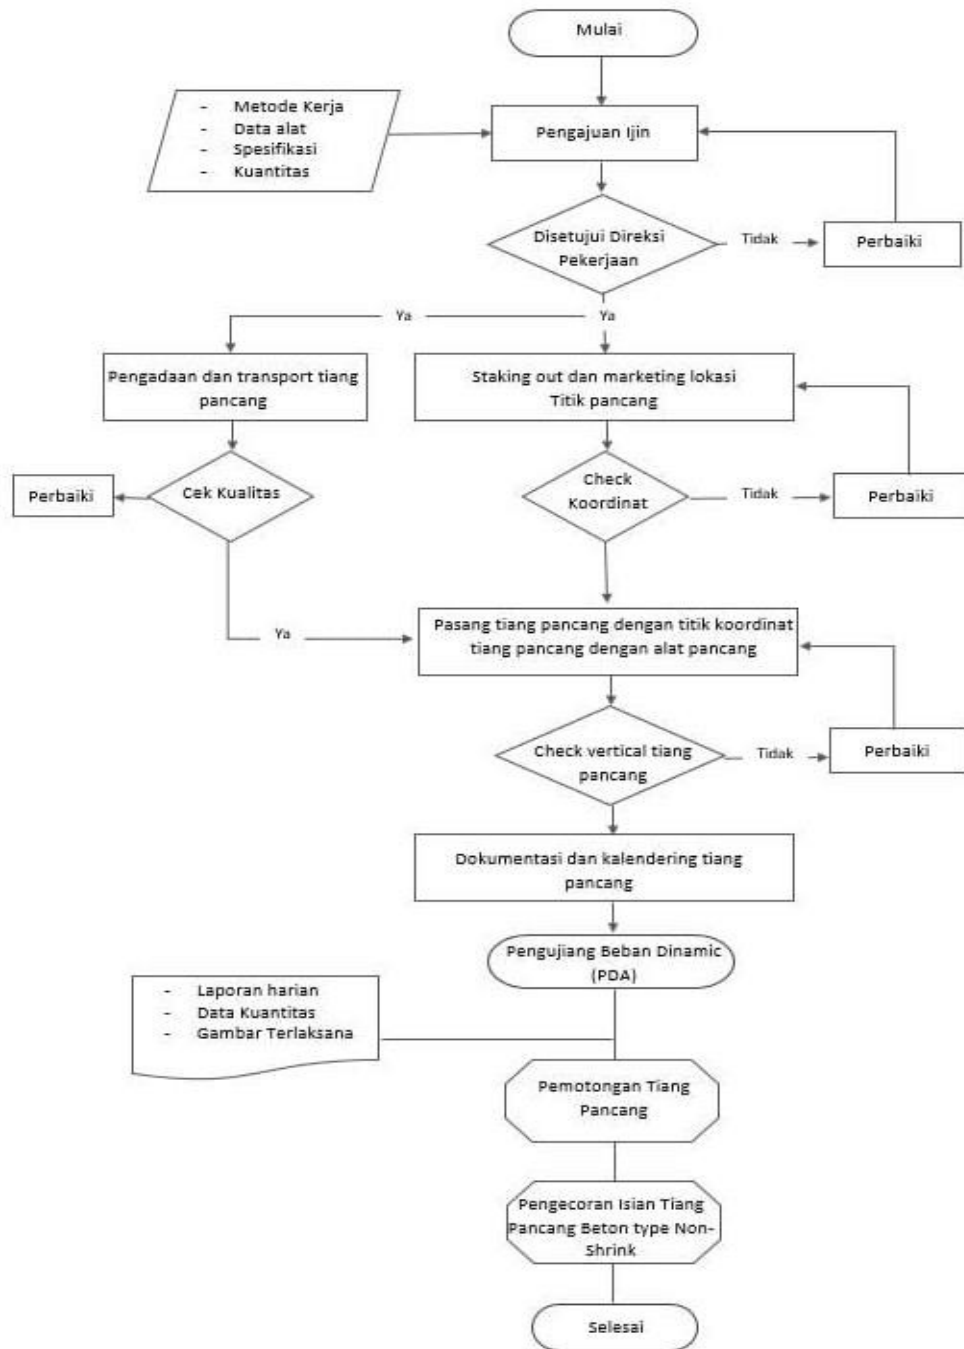 Mulai
- Metode Kerja
- Data alat
- Spesifikasi
- Kuantitas
Pengajuan Ijin
Disetujui Direksi
Pekerjaan
Tidak
Perbaiki
Ya
Ya
Pengadaan dan transport tiang
pancang
Staking out dan marketing lokasi
Titik pancang
Perbaiki
Cek Kualitas
Check
Koordinat
Tidak
Perbaiki
Ya
Pasang tiang pancang dengan titik koordinat
tiang pancang dengan alat pancang
Check vertical tiang
pancang
Tidak
Perbaiki
Dokumentasi dan kalendering tiang
pancang
Pengujiang Beban Dinamic
(PDA)
- Laporan harian
- Data Kuantitas
- Gambar Terlaksana
Pemotongan Tiang
Pancang
Pengecoran Isian Tiang
Pancang Beton type Non-
Shrink
Selesai